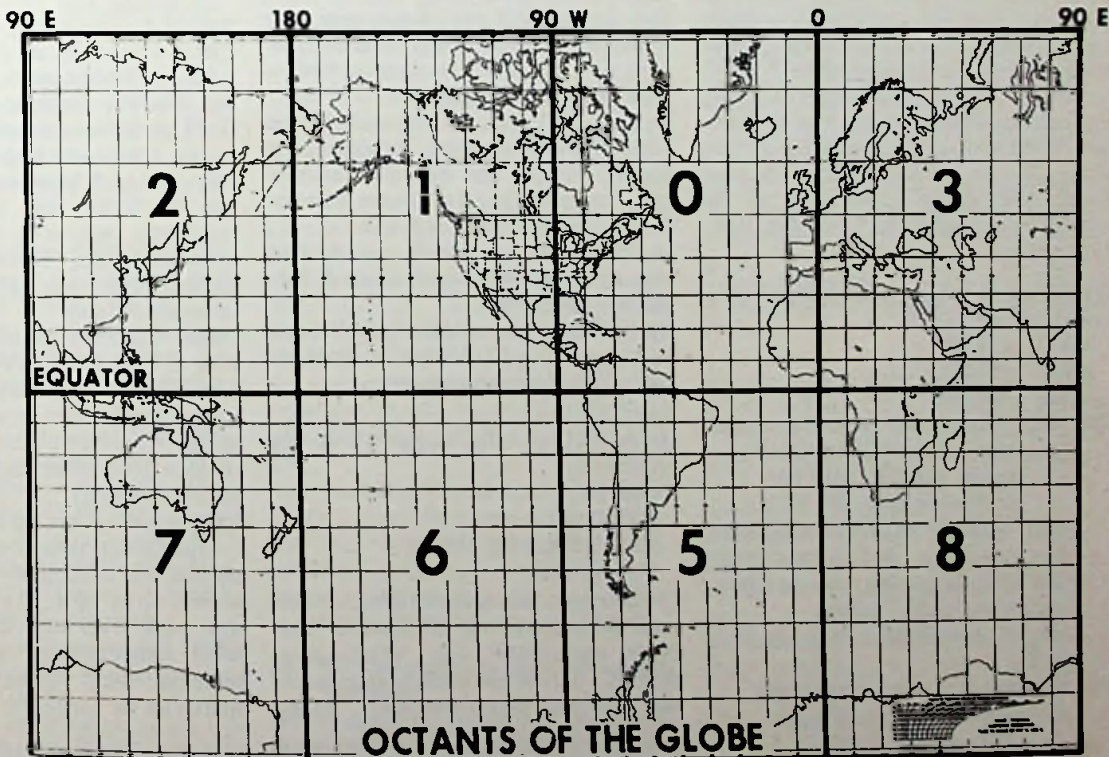 90 E 180 90 W 0 90 E
2 1 0 3
EQUATOR
7 6 5 8
OCTANTS OF THE GLOBE